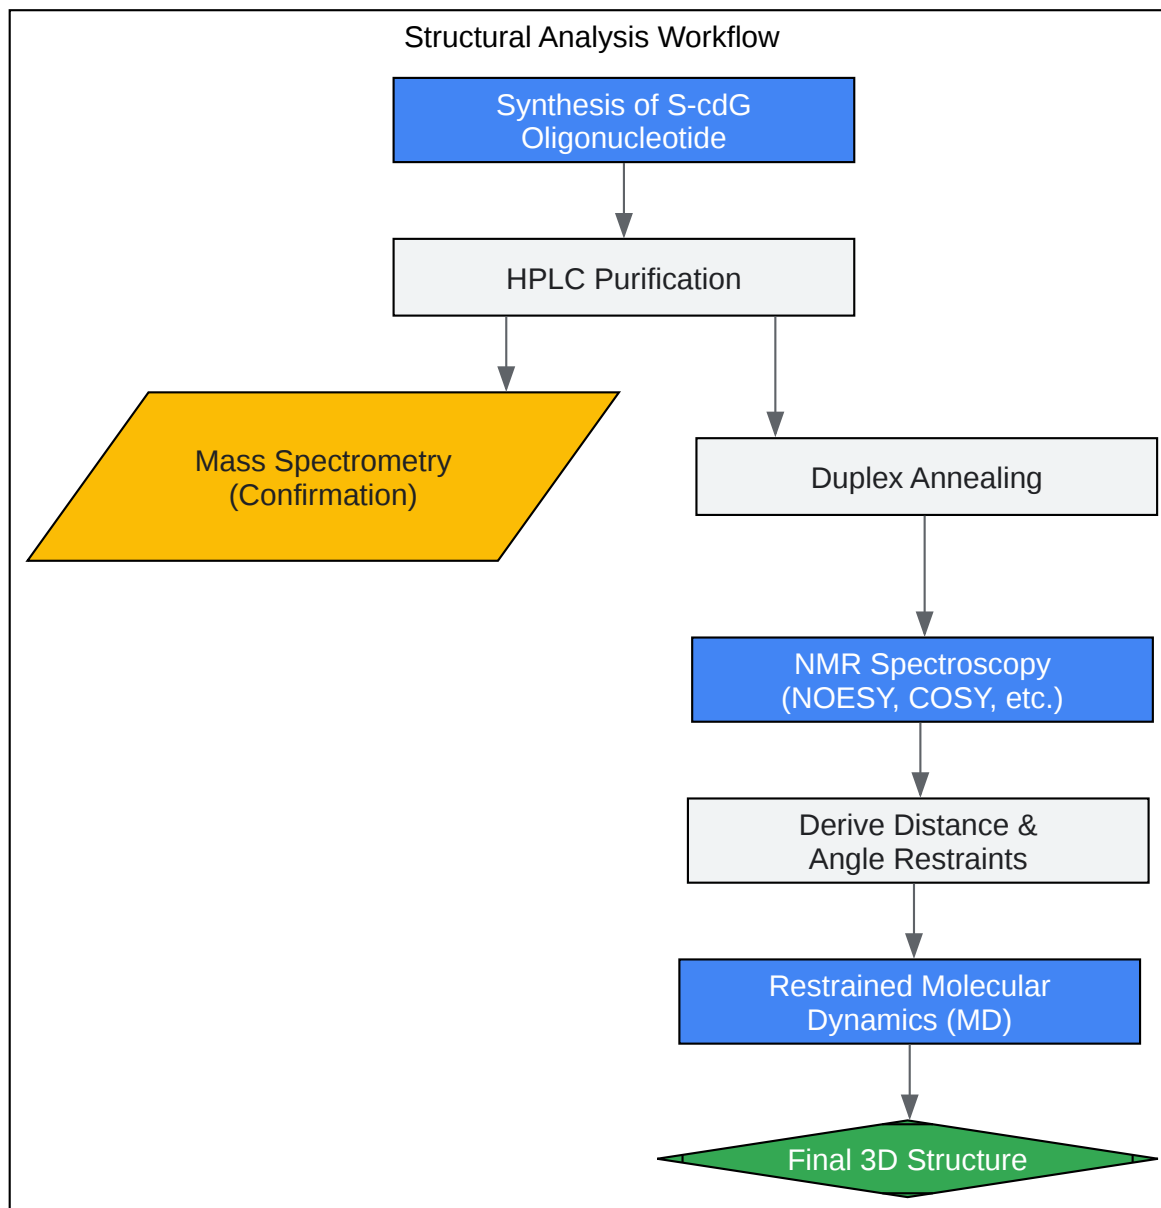 Structural Analysis Workflow
Synthesis of S-cdG
Oligonucleotide
HPLC Purification
Mass Spectrometry
(Confirmation)
Duplex Annealing
NMR Spectroscopy
(NOESY, COSY, etc.)
Derive Distance &
Angle Restraints
Restrained Molecular
Dynamics (MD)
Final 3D Structure